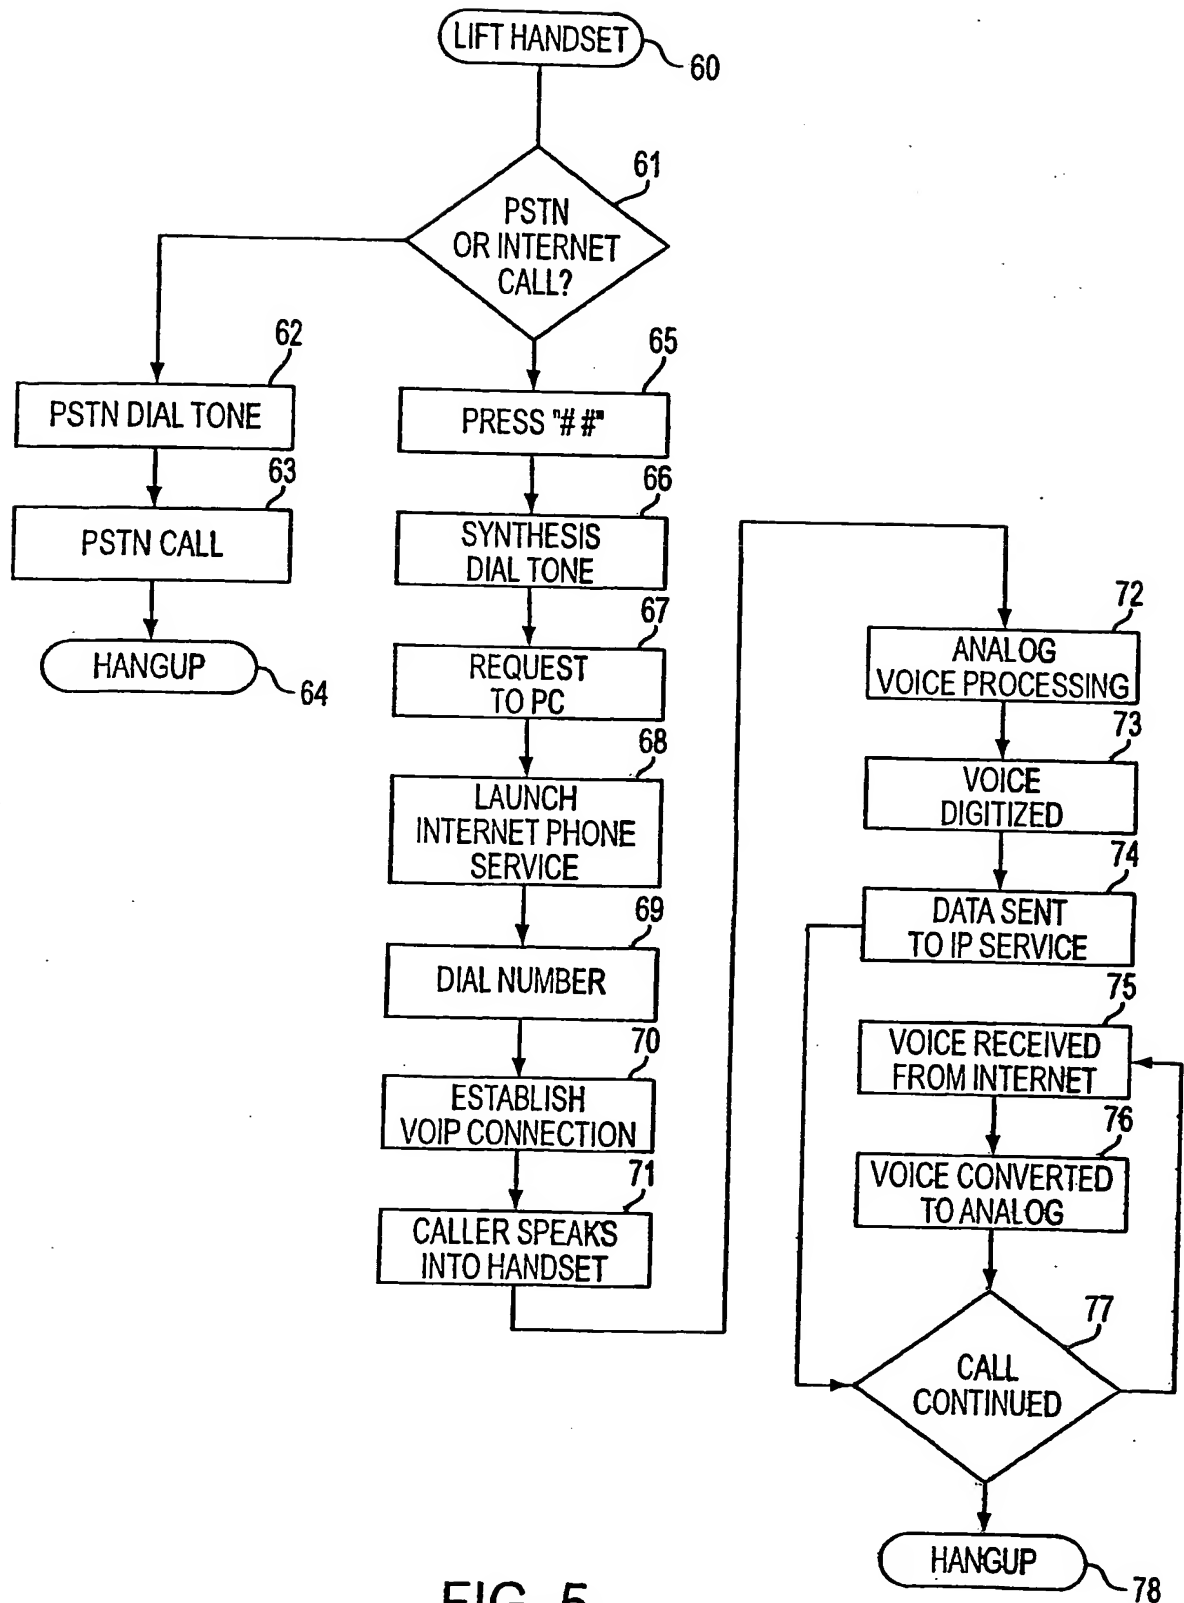 LIFT HANDSET
60
61
PSTN
OR INTERNET
CALL?
62
PSTN DIAL TONE
63
PSTN CALL
HANGUP
64
65
PRESS "##"
66
SYNTHESIS
DIAL TONE
67
REQUEST
TO PC
68
LAUNCH
INTERNET PHONE
SERVICE
69
DIAL NUMBER
70
ESTABLISH
VOIP CONNECTION
71
CALLER SPEAKS
INTO HANDSET
72
ANALOG
VOICE PROCESSING
73
VOICE
DIGITIZED
74
DATA SENT
TO IP SERVICE
75
VOICE RECEIVED
FROM INTERNET
76
VOICE CONVERTED
TO ANALOG
77
CALL
CONTINUED
HANGUP
78
FIG. 5